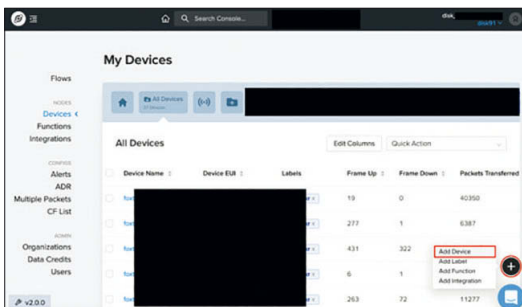 Search Console...
disk,
disk91
My Devices
Flows
NODES
Devices
Functions
Integrations
CONFIGS
Alerts
ADR
Multiple Packets
CF List
ADMIN
Organizations
Data Credits
Users
v2.0.0
All Devices
All Devices
Edit Columns
Quick Action
Device Name
Device EUI
Labels
Frame Up
Frame Down
Packets Transferred
19
0
40350
277
1
6387
431
322
6
1
263
72
11277
Add Device
Add Label
Add Function
Add Integration